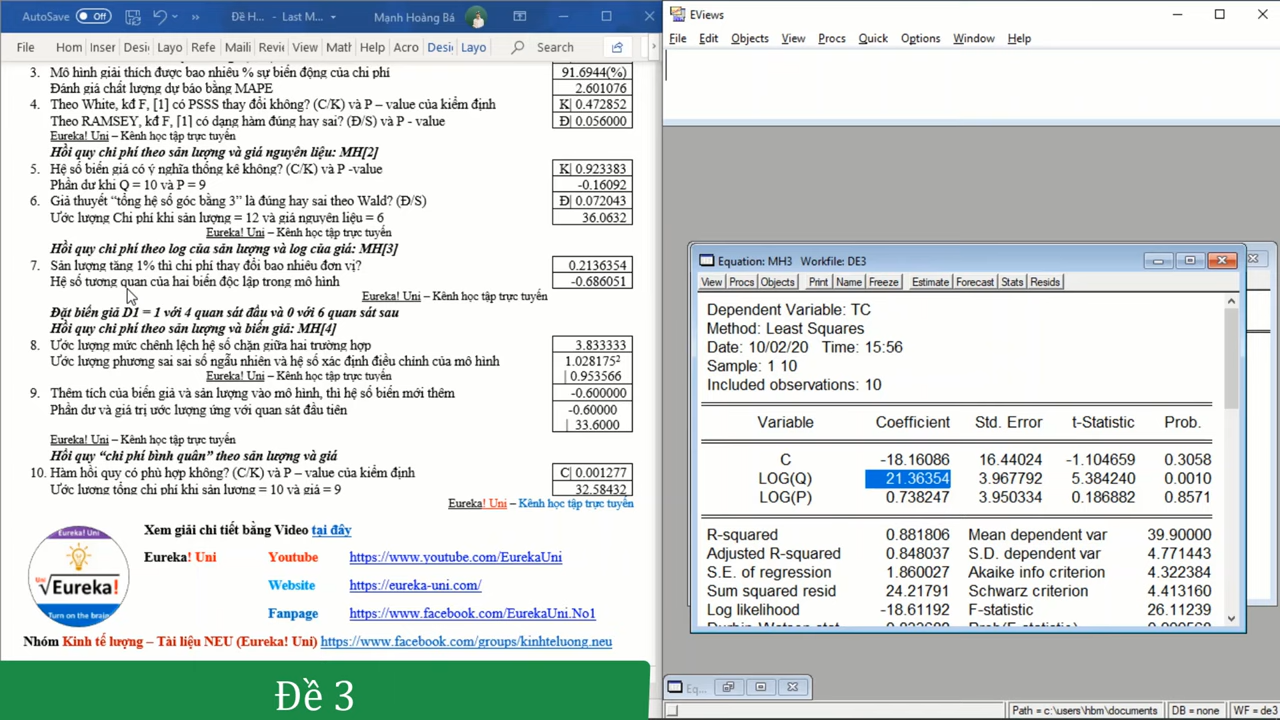 AutoSave Off Đề H... - Last M... Mạnh Hoàng Bá
File Hom Inser Desi Layo Refe Maili Revi View Math Help Acro Desi Layo Search
3. Mô hình giải thích được bao nhiêu % sự biến động của chi phí 91.6944(%)
Đánh giá chất lượng dự báo bằng MAPE 2.601076
4. Theo White, kđ F, [1] có PSSS thay đổi không? (C/K) và P – value của kiểm định K| 0.472852
Theo RAMSEY, kđ F, [1] có dạng hàm đúng hay sai? (Đ/S) và P - value Đ| 0.056000
Eureka! Uni – Kênh học tập trực tuyến
Hồi quy chi phí theo sản lượng và giá nguyên liệu: MH[2]
5. Hệ số biến giá có ý nghĩa thống kê không? (C/K) và P -value K| 0.923383
Phần dư khi Q = 10 và P = 9 -0.16092
6. Giả thuyết “tổng hệ số góc bằng 3” là đúng hay sai theo Wald? (Đ/S) Đ| 0.072043
Ước lượng Chi phí khi sản lượng = 12 và giá nguyên liệu = 6 36.0632
Eureka! Uni – Kênh học tập trực tuyến
Hồi quy chi phí theo log của sản lượng và log của giá: MH[3]
7. Sản lượng tăng 1% thì chi phí thay đổi bao nhiêu đơn vị? 0.2136354
Hệ số tương quan của hai biến độc lập trong mô hình -0.686051
Eureka! Uni – Kênh học tập trực tuyến
Đặt biến giả D1 = 1 với 4 quan sát đầu và 0 với 6 quan sát sau
Hồi quy chi phí theo sản lượng và biến giả: MH[4]
8. Ước lượng mức chênh lệch hệ số chặn giữa hai trường hợp 3.833333
Ước lượng phương sai sai số ngẫu nhiên và hệ số xác định điều chỉnh của mô hình 1.028175²
Eureka! Uni – Kênh học tập trực tuyến | 0.953566
9. Thêm tích của biến giả và sản lượng vào mô hình, thì hệ số biến mới thêm -0.600000
Phần dư và giá trị ước lượng ứng với quan sát đầu tiên -0.60000
| 33.6000
Eureka! Uni – Kênh học tập trực tuyến
Hồi quy “chi phí bình quân” theo sản lượng và giá
10. Hàm hồi quy có phù hợp không? (C/K) và P – value của kiểm định C| 0.001277
Ước lượng tổng chi phí khi sản lượng = 10 và giá = 9 32.58432
Eureka! Uni – Kênh học tập trực tuyến
Xem giải chi tiết bằng Video tại đây
Eureka! Uni Youtube https://www.youtube.com/EurekaUni
Website https://eureka-uni.com/
Fanpage https://www.facebook.com/EurekaUni.No1
Eureka! Uni
Uni
Eureka!
Turn on the brain
Nhóm Kinh tế lượng – Tài liệu NEU (Eureka! Uni) https://www.facebook.com/groups/kinhteluong.neu
Đề 3
EViews
File Edit Objects View Procs Quick Options Window Help
Equation: MH3 Workfile: DE3
View Procs Objects Print Name Freeze Estimate Forecast Stats Resids
Dependent Variable: TC
Method: Least Squares
Date: 10/02/20 Time: 15:56
Sample: 1 10
Included observations: 10
Variable Coefficient Std. Error t-Statistic Prob.
C -18.16086 16.44024 -1.104659 0.3058
LOG(Q) 21.36354 3.967792 5.384240 0.0010
LOG(P) 0.738247 3.950334 0.186882 0.8571
R-squared 0.881806 Mean dependent var 39.90000
Adjusted R-squared 0.848037 S.D. dependent var 4.771443
S.E. of regression 1.860027 Akaike info criterion 4.322384
Sum squared resid 24.21791 Schwarz criterion 4.413160
Log likelihood -18.61192 F-statistic 26.11239
Eq...
Path = c:\users\hbm\documents DB = none WF = de3